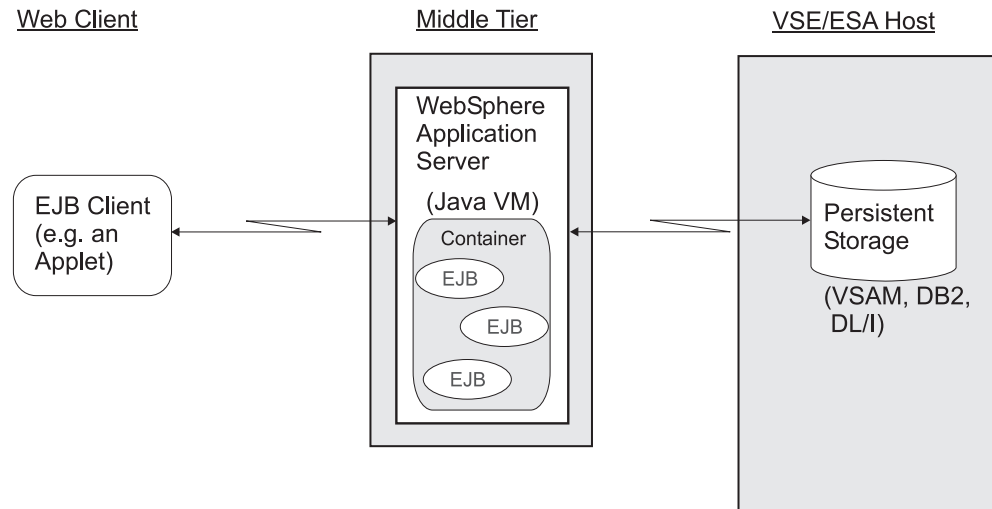 Web Client
Middle Tier
VSE/ESA Host
WebSphere
Application
Server
(Java VM)
Container
EJB
EJB
EJB
EJB Client
(e.g. an
Applet)
Persistent
Storage
(VSAM, DB2,
DL/I)